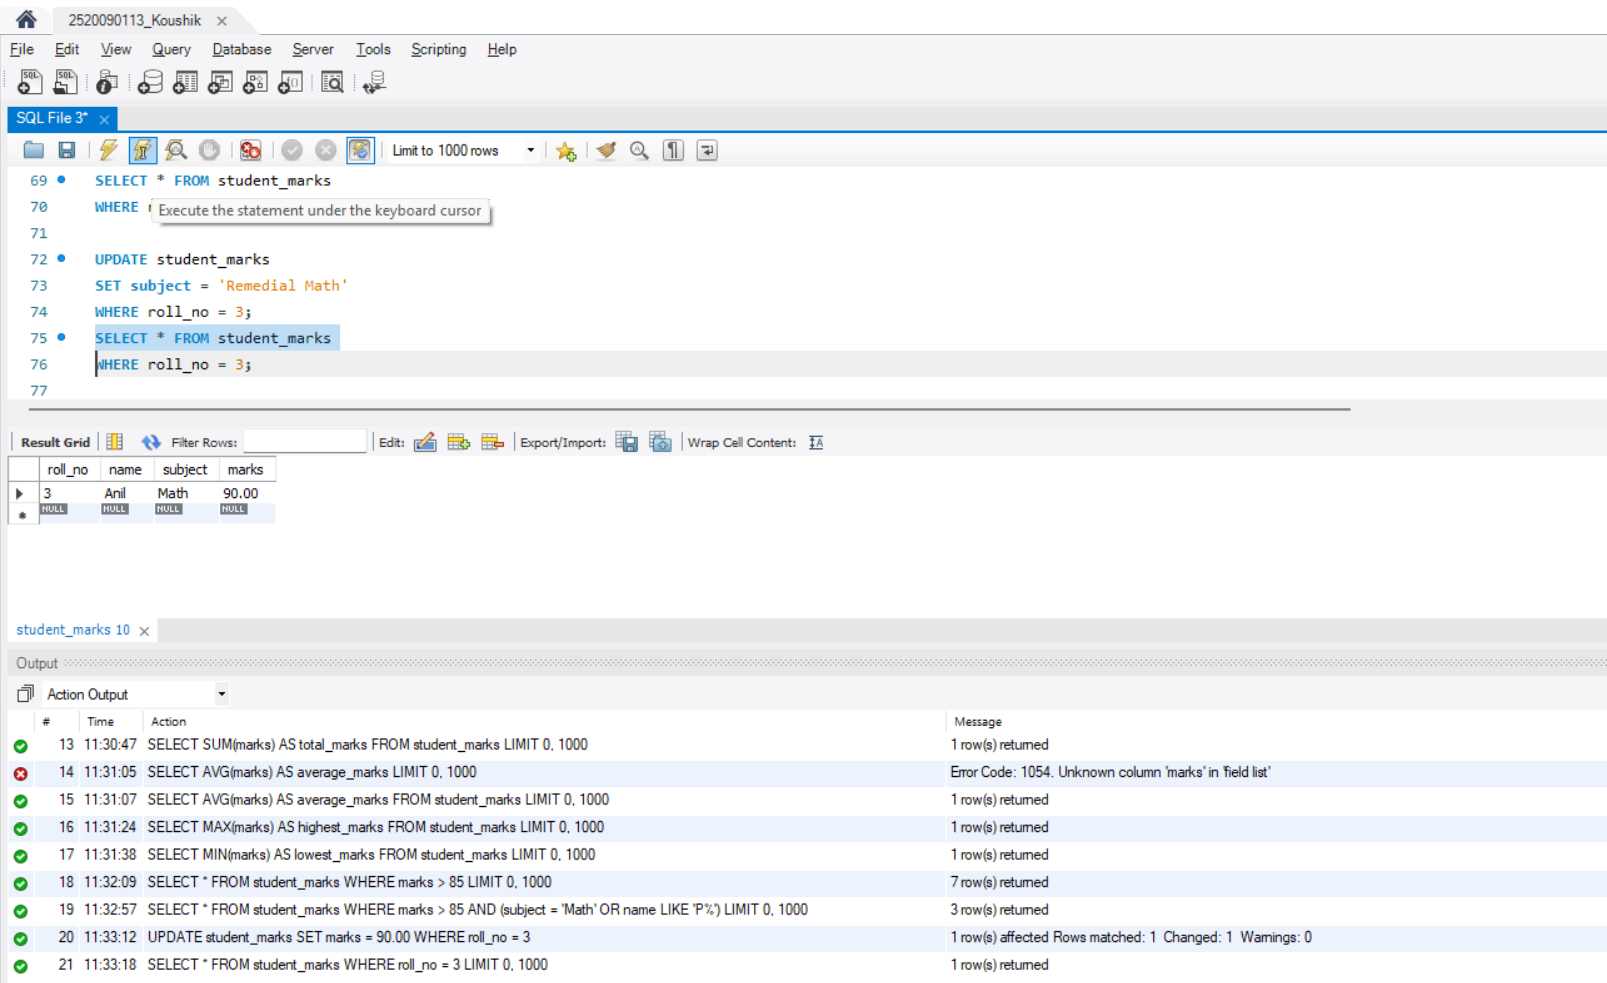 2520090113_Koushik
File Edit View Query Database Server Tools Scripting Help
SQL SQL
SQL File 3*
Limit to 1000 rows
69 SELECT * FROM student_marks
70 WHERE
Execute the statement under the keyboard cursor
71
72 UPDATE student_marks
73 SET subject = 'Remedial Math'
74 WHERE roll_no = 3;
75 SELECT * FROM student_marks
76 WHERE roll_no = 3;
77
Result Grid Filter Rows: Edit: Export/Import: Wrap Cell Content: IA
roll_no name subject marks
3 Anil Math 90.00
NULL NULL NULL NULL
student_marks 10
Output
Action Output
# Time Action Message
13 11:30:47 SELECT SUM(marks) AS total_marks FROM student_marks LIMIT 0, 1000 1 row(s) returned
14 11:31:05 SELECT AVG(marks) AS average_marks LIMIT 0, 1000 Error Code: 1054. Unknown column 'marks' in 'field list'
15 11:31:07 SELECT AVG(marks) AS average_marks FROM student_marks LIMIT 0, 1000 1 row(s) returned
16 11:31:24 SELECT MAX(marks) AS highest_marks FROM student_marks LIMIT 0, 1000 1 row(s) returned
17 11:31:38 SELECT MIN(marks) AS lowest_marks FROM student_marks LIMIT 0, 1000 1 row(s) returned
18 11:32:09 SELECT * FROM student_marks WHERE marks > 85 LIMIT 0, 1000 7 row(s) returned
19 11:32:57 SELECT * FROM student_marks WHERE marks > 85 AND (subject = 'Math' OR name LIKE 'P%') LIMIT 0, 1000 3 row(s) returned
20 11:33:12 UPDATE student_marks SET marks = 90.00 WHERE roll_no = 3 1 row(s) affected Rows matched: 1 Changed: 1 Warnings: 0
21 11:33:18 SELECT * FROM student_marks WHERE roll_no = 3 LIMIT 0, 1000 1 row(s) returned